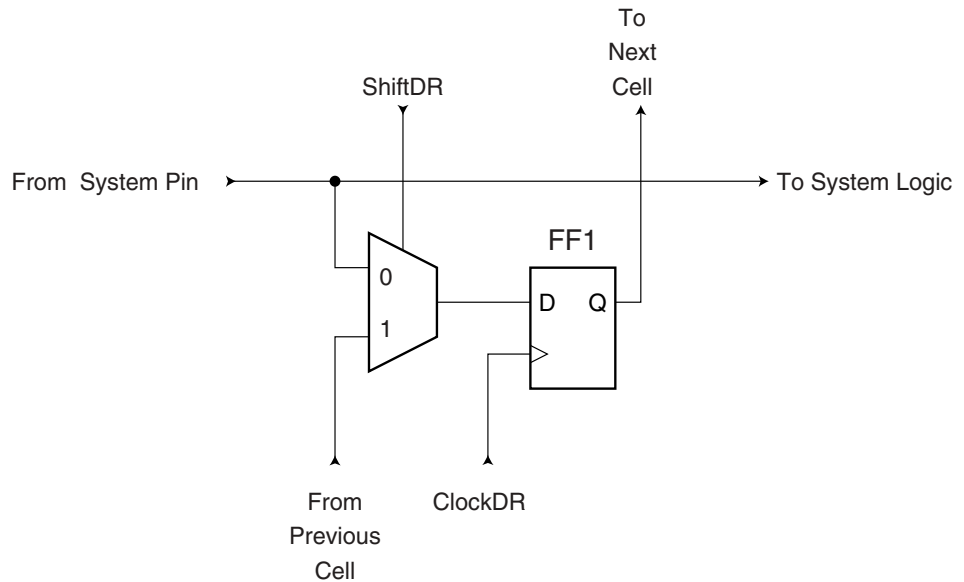 To
Next
Cell
ShiftDR
From System Pin
To System Logic
FF1
0
D Q
1
From
Previous
Cell
ClockDR